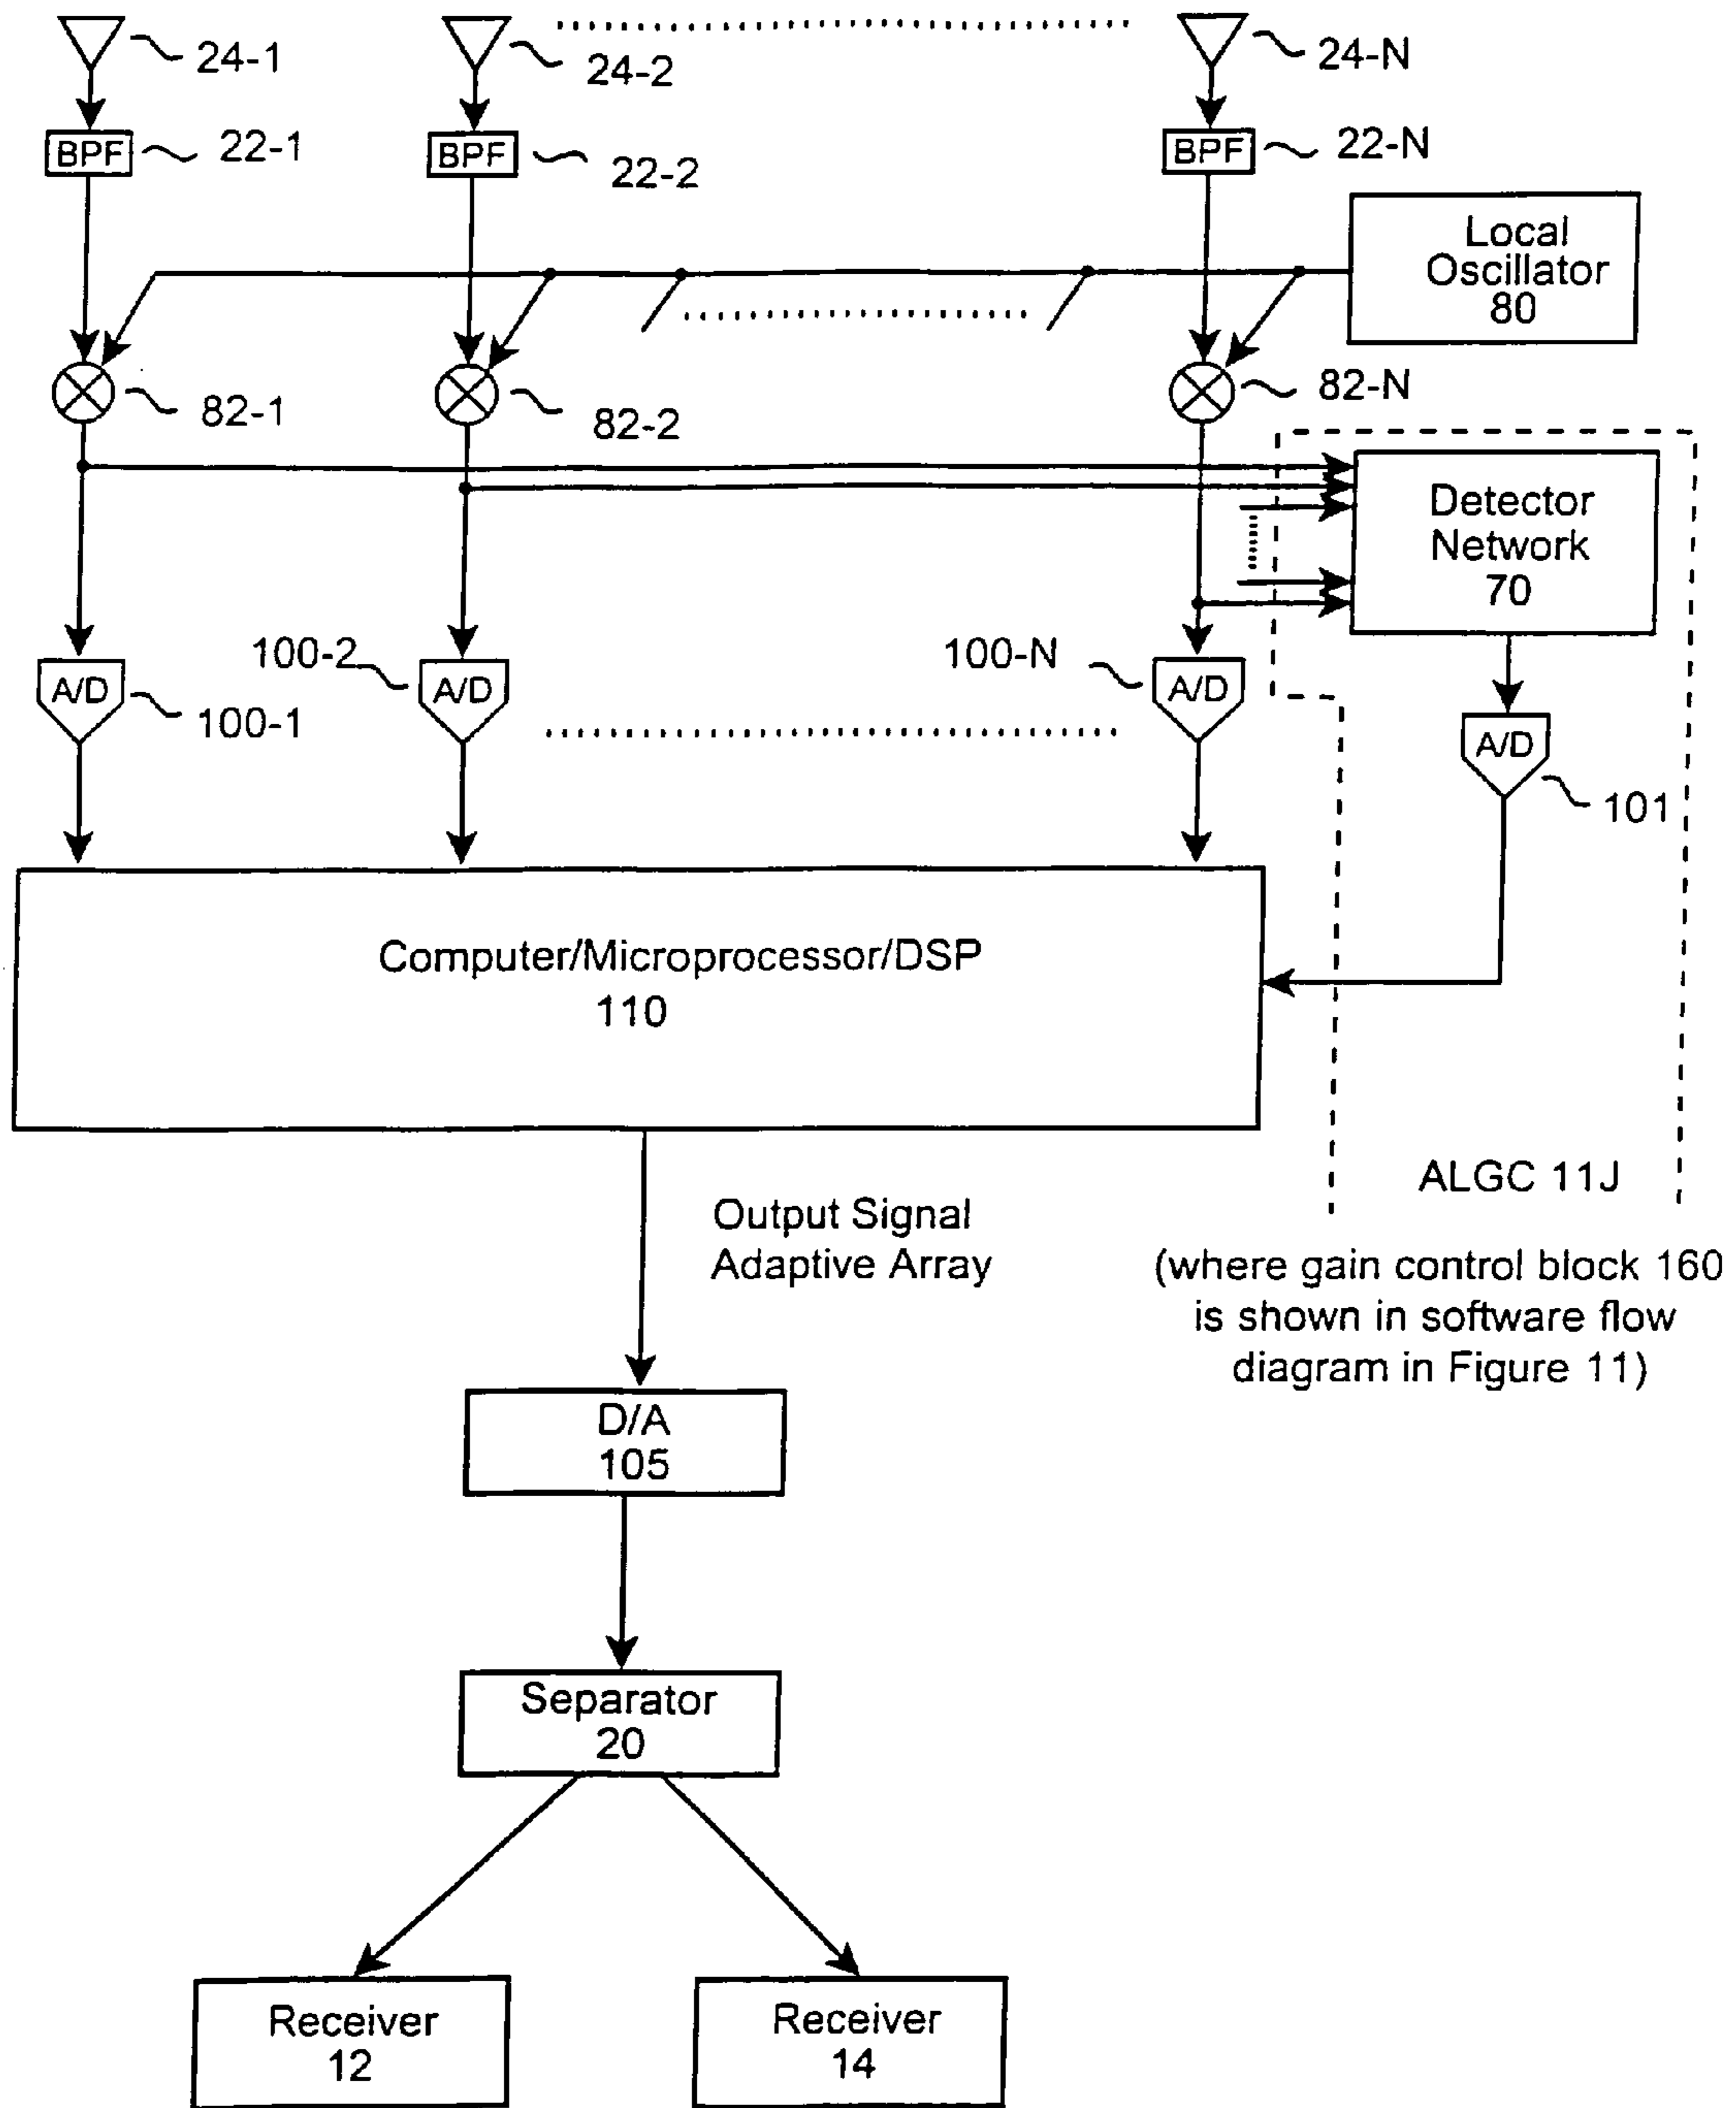 24-1
24-2
24-N
BPF
22-1
BPF
22-2
BPF
22-N
Local
Oscillator
80
82-1
82-2
82-N
Detector
Network
70
100-2
100-N
A/D
100-1
A/D
A/D
A/D
101
Computer/Microprocessor/DSP
110
ALGC 11J
Output Signal
Adaptive Array
(where gain control block 160
is shown in software flow
diagram in Figure 11)
D/A
105
Separator
20
Receiver
12
Receiver
14